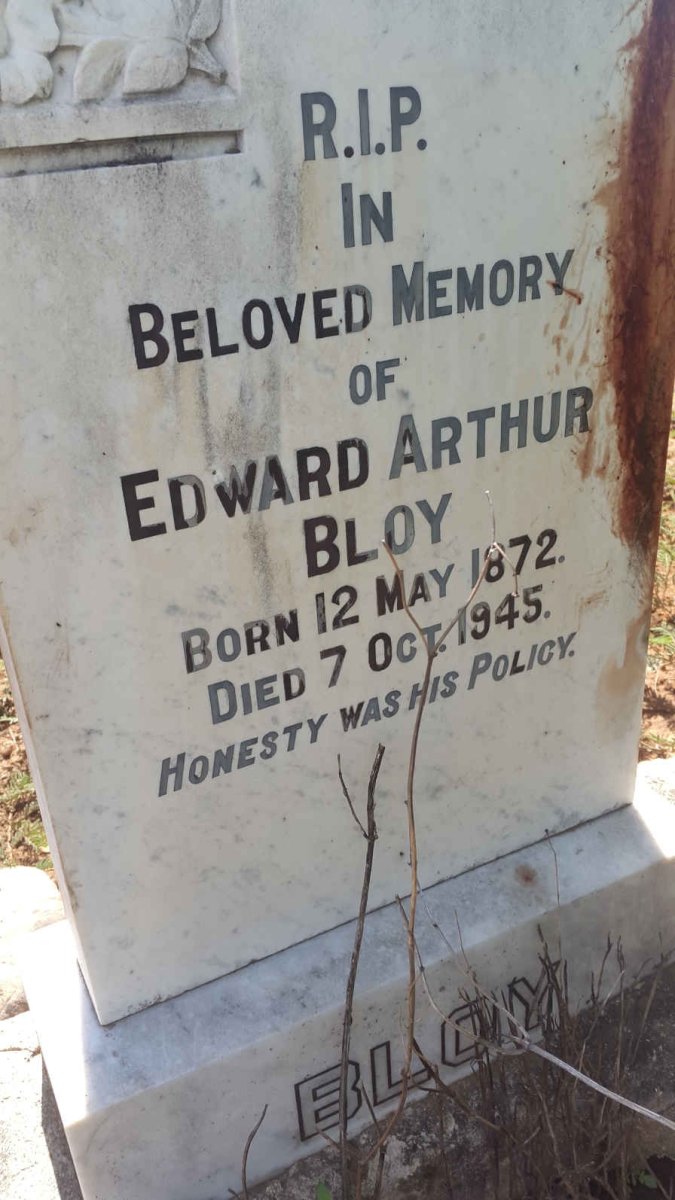 R.I.P.
IN
BELOVED MEMORY
OF
EDWARD ARTHUR
BLOY
BORN 12 MAY 1872.
DIED 7 OCT. 1945.
HONESTY WAS HIS POLICY.
BLOY